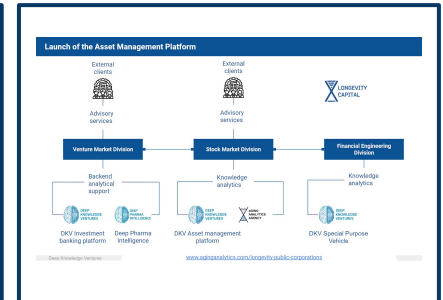 Launch of the Asset Management Platform
External
clients
External
clients
LONGEVITY
CAPITAL
Advisory
services
Advisory
services
Venture Market Division
Stock Market Division
Financial Engineering
Division
Backend
analytical
support
Knowledge
analytics
Knowledge
analytics
DEEP
KNOWLEDGE
VENTURES
DEEP
PHARMA
INTELLIGENCE
DEEP
KNOWLEDGE
VENTURES
AGING
ANALYTICS
AGENCY
DEEP
KNOWLEDGE
VENTURES
DKV Investment
banking platform
Deep Pharma
Intelligence
DKV Asset management
platform
DKV Special Purpose
Vehicle
Deep Knowledge Ventures
www.aginganalytics.com/longevity-public-corporations